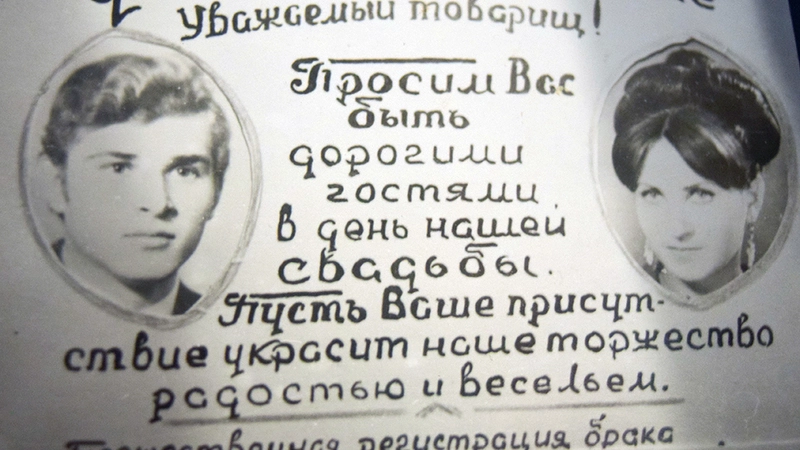 Уважаемый товарищ!
Просим Вас
быть
дорогими
гостями
в день нашей
свадьбы.
Пусть Ваше присут-
ствие украсит наше торжество
радостью и весельем.
Торжественная регистрация брака